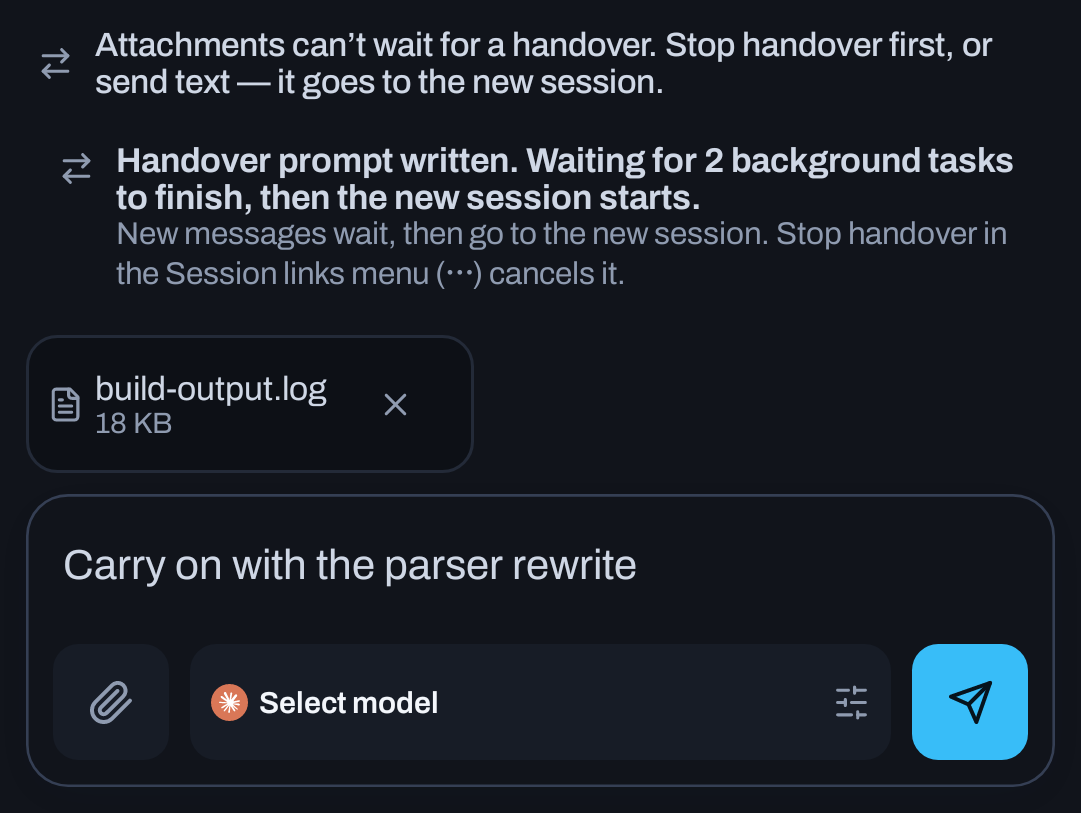 Attachments can’t wait for a handover. Stop handover first, or
send text — it goes to the new session.
Handover prompt written. Waiting for 2 background tasks
to finish, then the new session starts.
New messages wait, then go to the new session. Stop handover in
the Session links menu (⋯) cancels it.
build-output.log
18 KB
Carry on with the parser rewrite
Select model